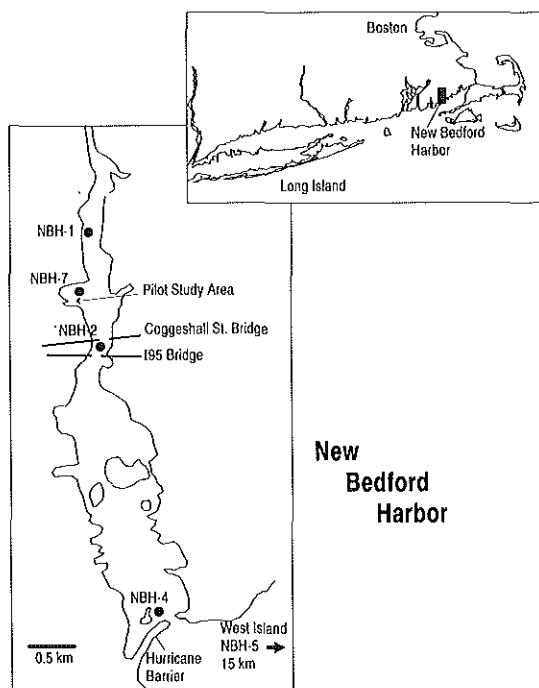 Boston
New Bedford
Harbor
Long Island
NBH-1
NBH-7
Pilot Study Area
NBH-2
Coggeshall St. Bridge
I95 Bridge
New
Bedford
Harbor
NBH-4
West Island
NBH-5
15 km
0.5 km
Hurricane
Barrier